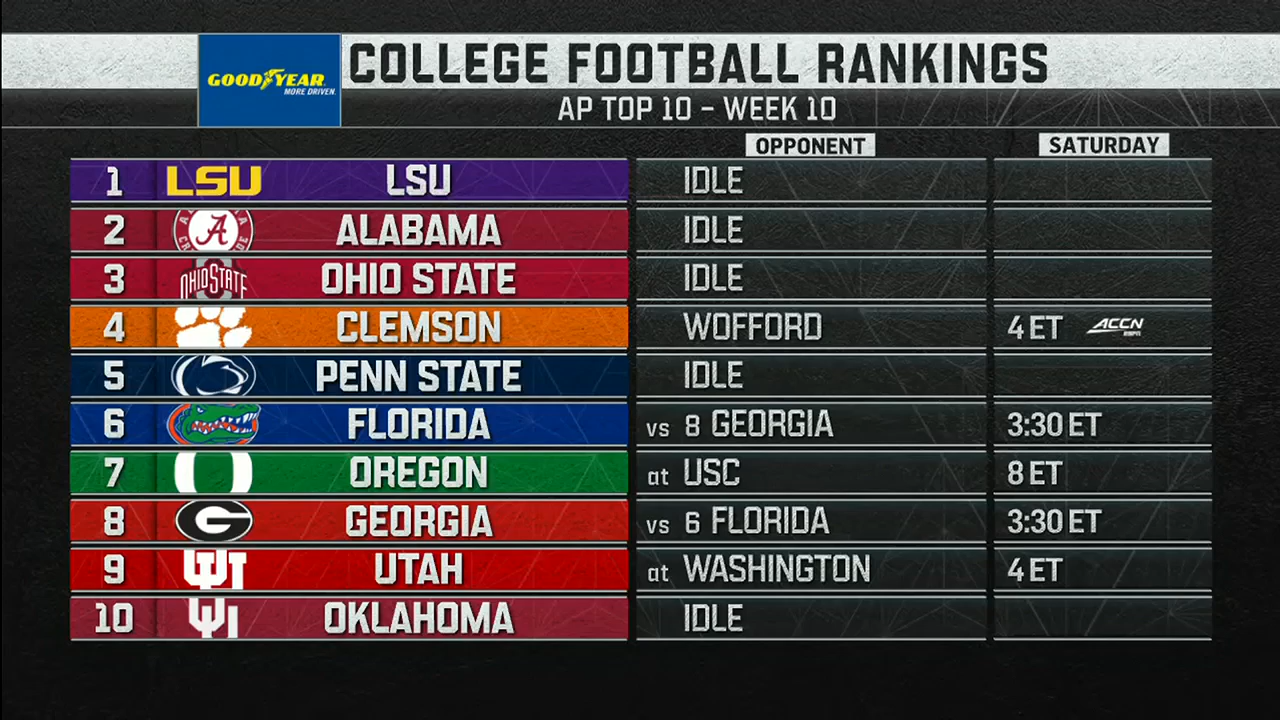 GOODYEAR
MORE DRIVEN.
COLLEGE FOOTBALL RANKINGS
AP TOP 10 – WEEK 10
OPPONENT SATURDAY
1 LSU LSU IDLE
2 A ALABAMA IDLE
3 OHIO STATE OHIO STATE IDLE
4 CLEMSON WOFFORD 4 ET ACCN ESPN
5 PENN STATE IDLE
6 FLORIDA vs 8 GEORGIA 3:30 ET
7 O OREGON at USC 8 ET
8 G GEORGIA vs 6 FLORIDA 3:30 ET
9 UTAH at WASHINGTON 4 ET
10 OKLAHOMA IDLE